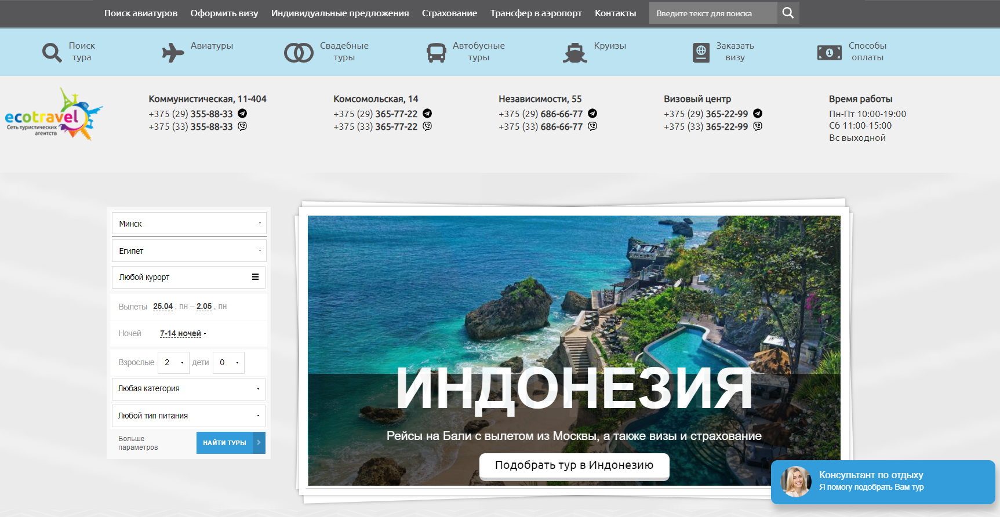 Поиск авиатуров Оформить визу Индивидуальные предложения Страхование Трансфер в аэропорт Контакты Введите текст для поиска
Поиск тура
Авиатуры
Свадебные туры
Автобусные туры
Круизы
Заказать визу
1
Способы оплаты
ecotravel
Сеть туристических
агентств
Коммунистическая, 11-404
+375 (29) 355-88-33
+375 (33) 355-88-33
Комсомольская, 14
+375 (29) 365-77-22
+375 (33) 365-77-22
Независимости, 55
+375 (29) 686-66-77
+375 (33) 686-66-77
Визовый центр
+375 (29) 365-22-99
+375 (33) 365-22-99
Время работы
Пн-Пт 10:00-19:00
Сб 11:00-15:00
Вс выходной
Минск
Египет
Любой курорт
Вылеты 25.04 , пн – 2.05 , пн
Ночей 7-14 ночей
Взрослые 2 дети 0
Любая категория
Любой тип питания
Больше
параметров
НАЙТИ ТУРЫ
ИНДОНЕЗИЯ
Рейсы на Бали с вылетом из Москвы, а также визы и страхование
Подобрать тур в Индонезию
Консультант по отдыху
Я помогу подобрать Вам тур